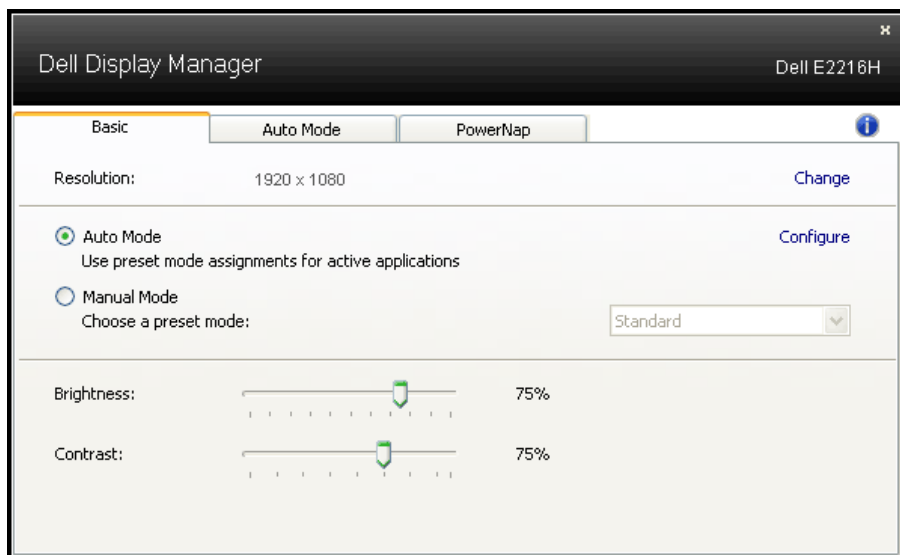 x
Dell Display Manager
Dell E2216H
Basic
Auto Mode
PowerNap
i
Resolution:
1920 x 1080
Change
Auto Mode
Configure
Use preset mode assignments for active applications
Manual Mode
Choose a preset mode:
Standard
Brightness:
75%
Contrast:
75%